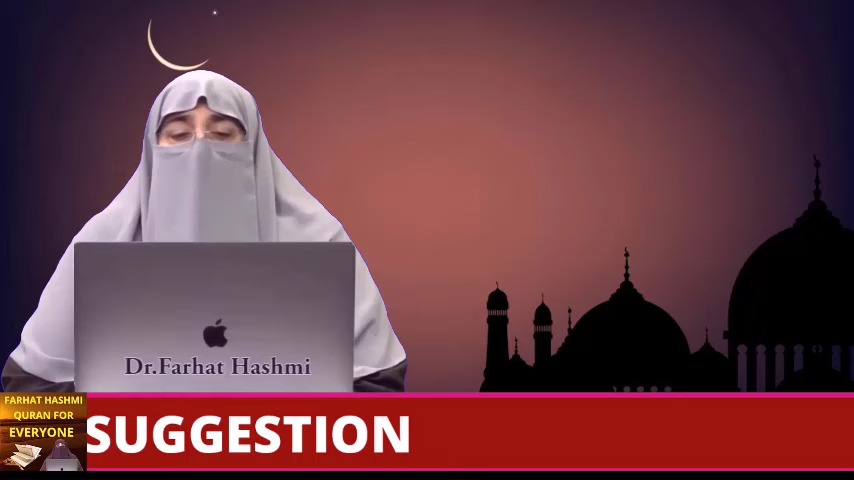 Dr.Farhat Hashmi
FARHAT HASHMI
QURAN FOR
EVERYONE
SUGGESTION